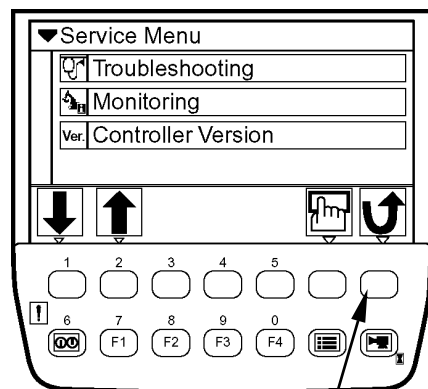 Service Menu
Troubleshooting
Monitoring
Ver. Controller Version
1 2 3 4 5
! 6 7 8 9 0
F1 F2 F3 F4